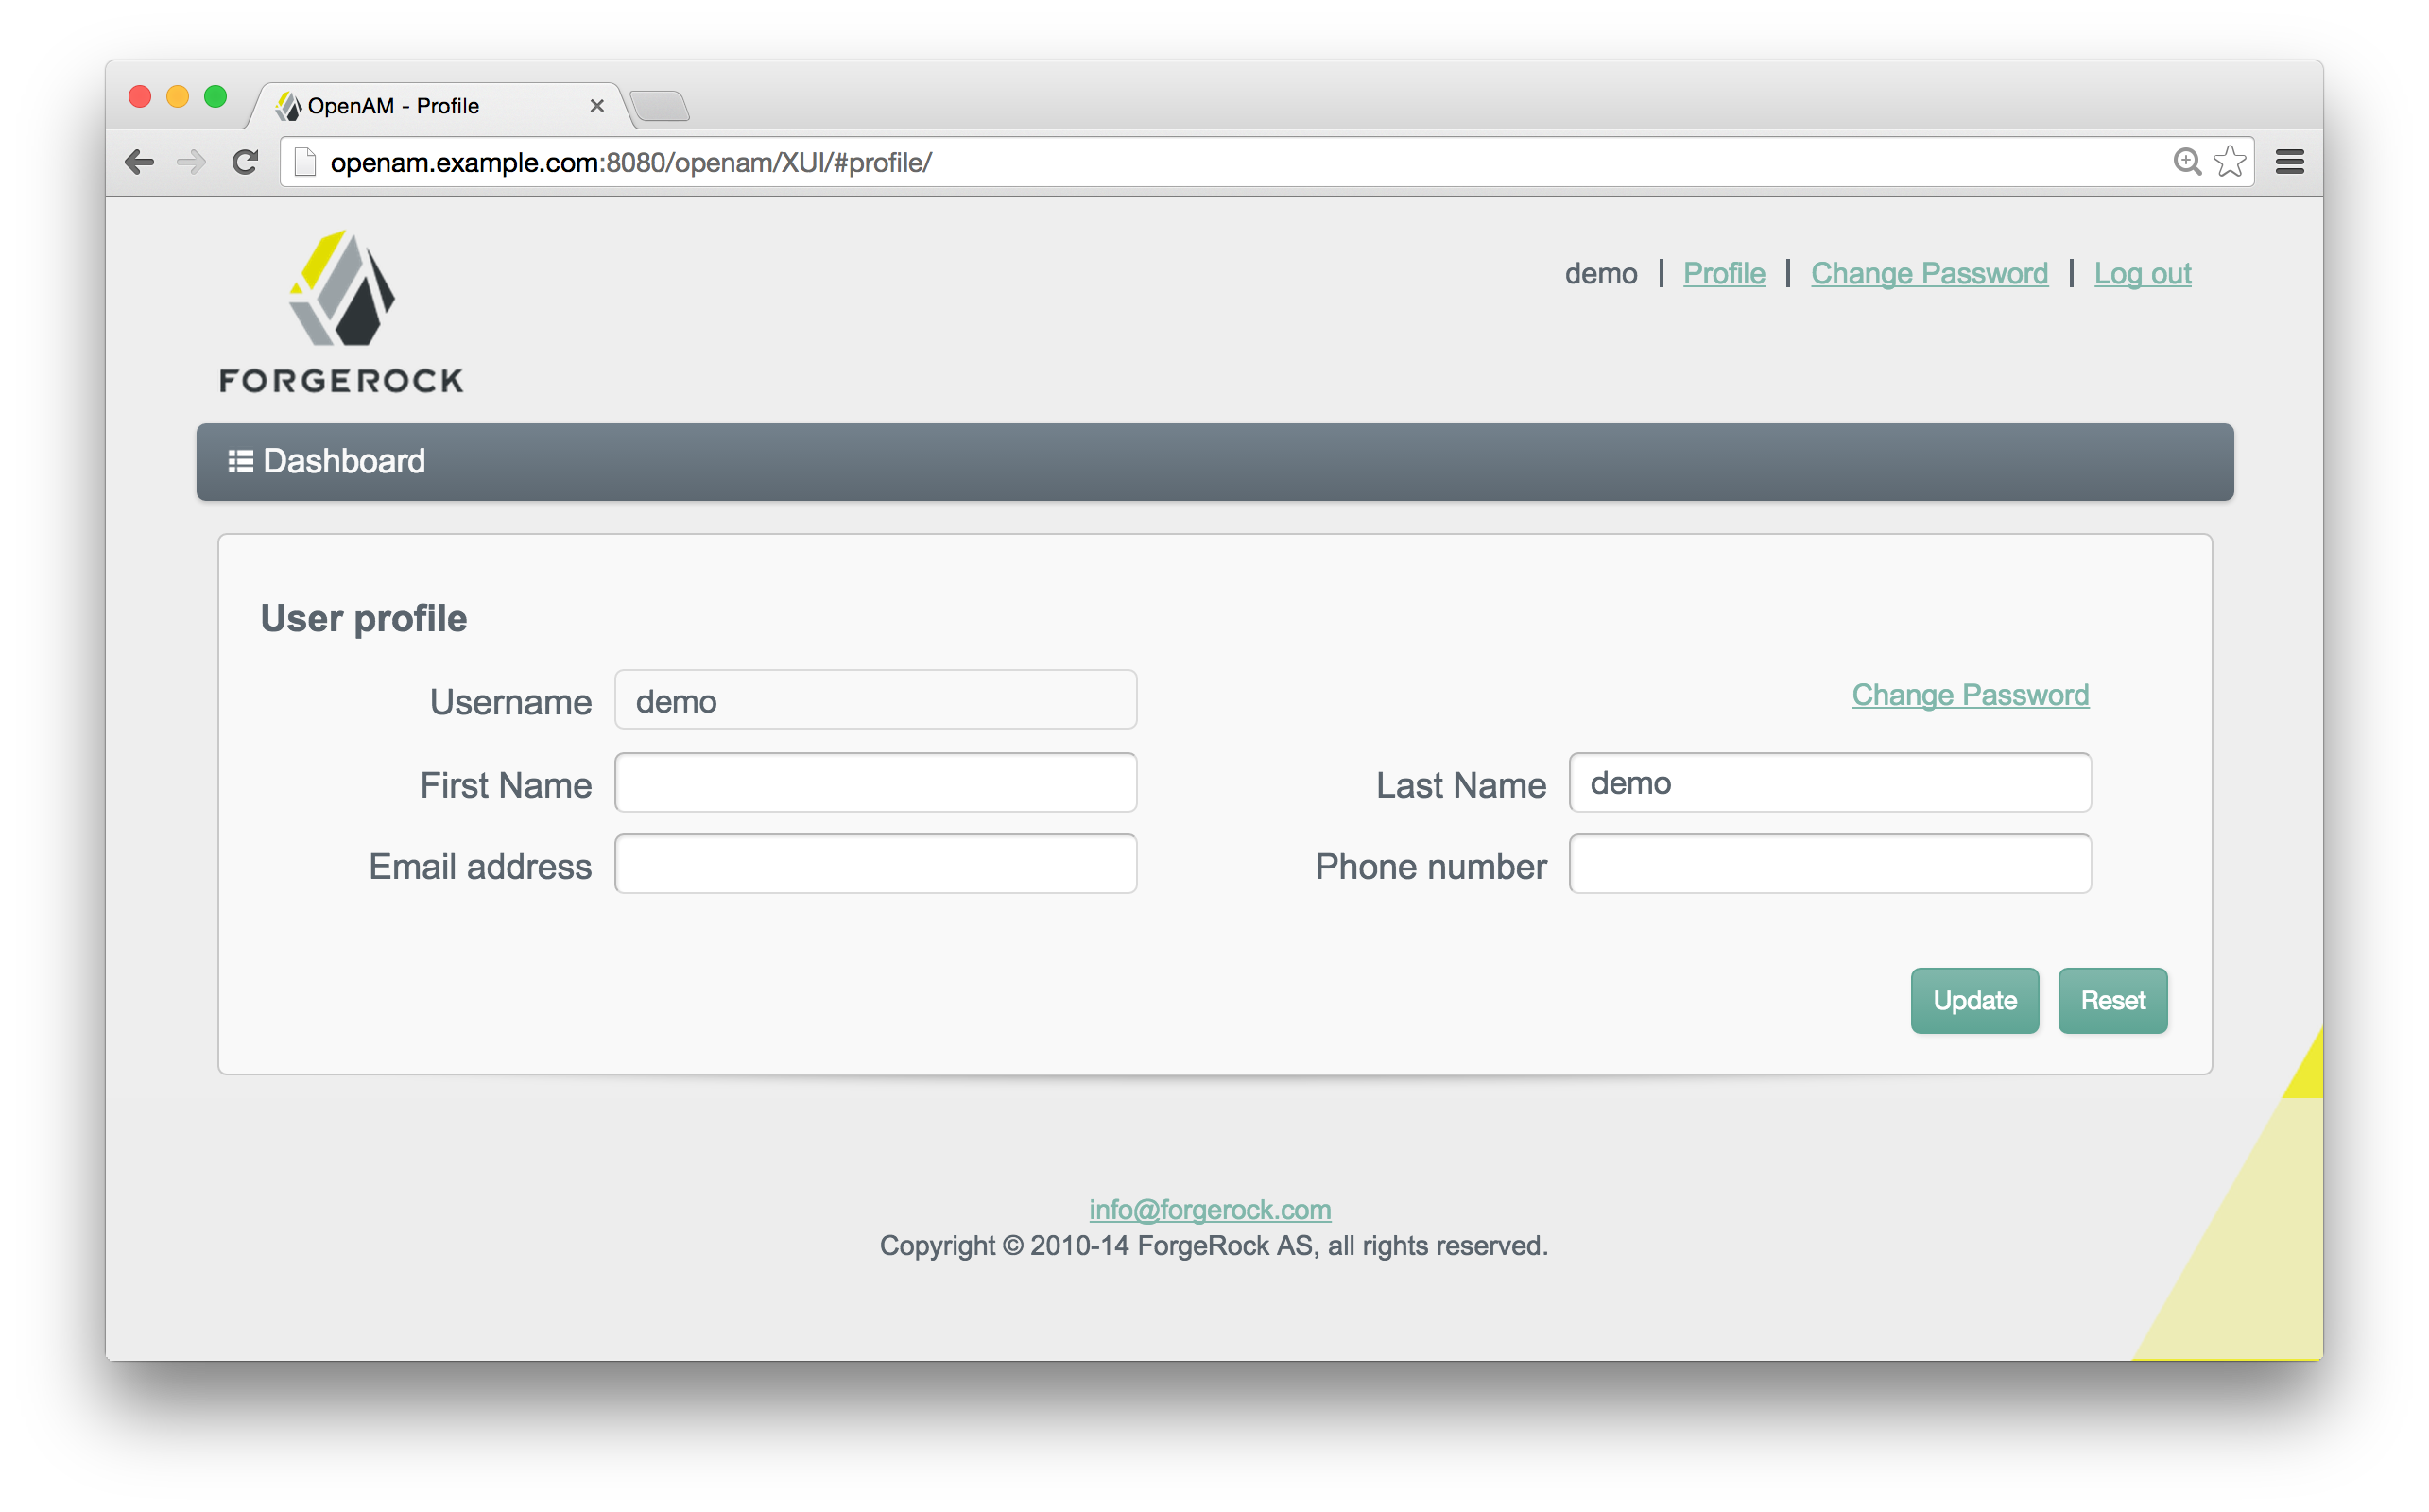 OpenAM - Profile
openam.example.com:8080/openam/XUI/#profile/
FORGEROCK
demo | Profile | Change Password | Log out
Dashboard
User profile
Username demo
Change Password
First Name
Last Name demo
Email address
Phone number
Update Reset
info@forgerock.com
Copyright © 2010-14 ForgeRock AS, all rights reserved.